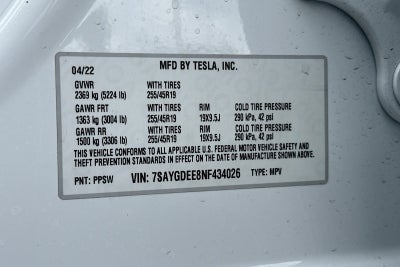 MFD BY TESLA, INC.
04/22
GVWR WITH TIRES
2369 kg (5224 lb) 255/45R19
GAWR FRT WITH TIRES RIM COLD TIRE PRESSURE
1363 kg (3004 lb) 255/45R19 19X9.5J 290 kPa, 42 psi
GAWR RR WITH TIRES RIM COLD TIRE PRESSURE
1500 kg (3306 lb) 255/45R19 19X9.5J 290 kPa, 42 psi
THIS VEHICLE CONFORMS TO ALL APPLICABLE U.S. FEDERAL MOTOR VEHICLE SAFETY AND
THEFT PREVENTION STANDARDS IN EFFECT ON THE DATE OF MANUFACTURE SHOWN ABOVE.
PNT: PPSW VIN: 7SAYGDEE8NF434026 TYPE: MPV